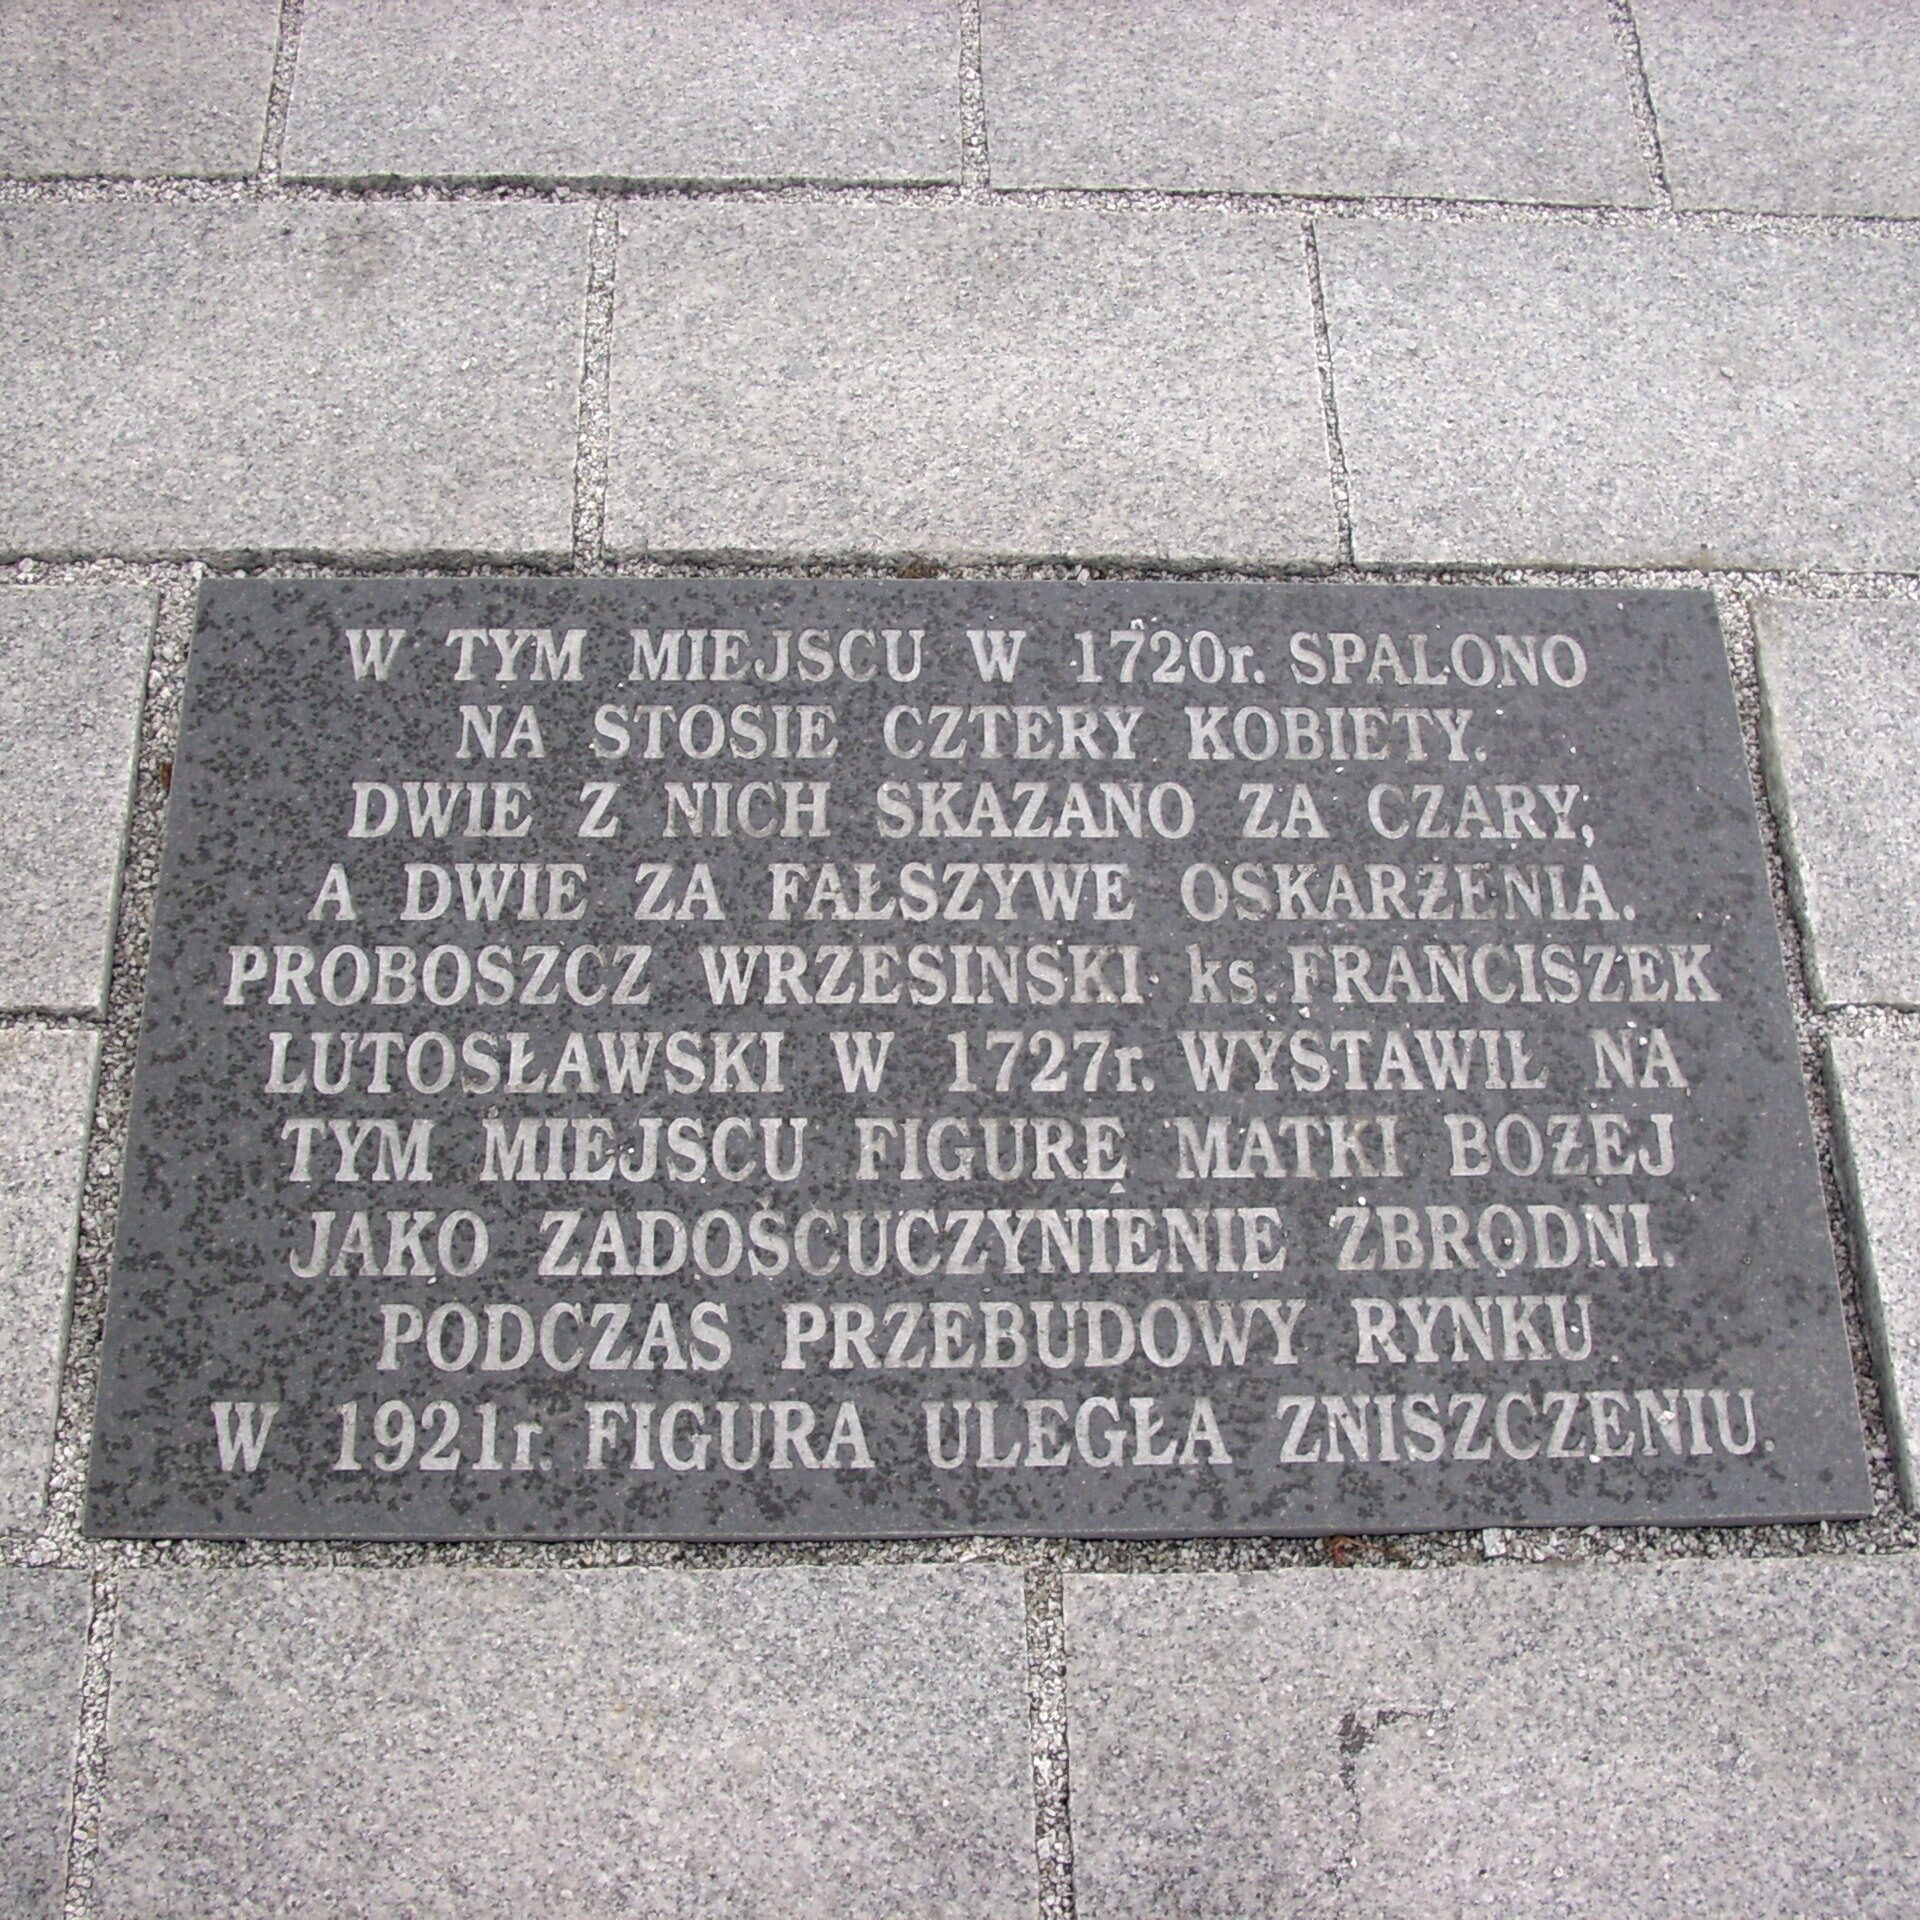 W TYM MIEJSCU W 1720r. SPALONO
NA STOSIE CZTERY KOBIETY.
DWIE Z NICH SKAZANO ZA CZARY,
A DWIE ZA FAŁSZYWE OSKARŻENIA.
PROBOSZCZ WRZESIŃSKI ks. FRANCISZEK
LUTOSŁAWSKI W 1727r. WYSTAWIŁ NA
TYM MIEJSCU FIGURĘ MATKI BOŻEJ
JAKO ZADOŚCUCZYNIENIE ZBRODNI.
PODCZAS PRZEBUDOWY RYNKU
W 1921r. FIGURA ULEGŁA ZNISZCZENIU.